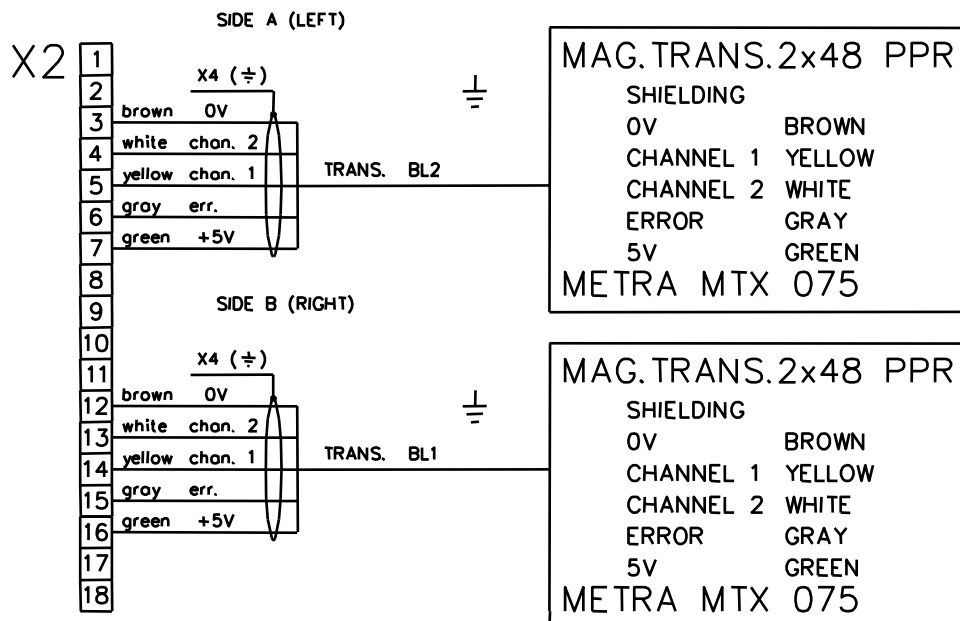 SIDE A (LEFT)
X2
1
X4 (⏚)
2
brown 0V
3
white chan. 2
4
yellow chan. 1
5
TRANS. BL2
gray err.
6
green +5V
7
8
9
SIDE B (RIGHT)
10
11
X4 (⏚)
brown 0V
12
white chan. 2
13
yellow chan. 1
14
TRANS. BL1
gray err.
15
green +5V
16
17
18
MAG.TRANS.2x48 PPR
SHIELDING
0V BROWN
CHANNEL 1 YELLOW
CHANNEL 2 WHITE
ERROR GRAY
5V GREEN
METRA MTX 075
MAG.TRANS.2x48 PPR
SHIELDING
0V BROWN
CHANNEL 1 YELLOW
CHANNEL 2 WHITE
ERROR GRAY
5V GREEN
METRA MTX 075